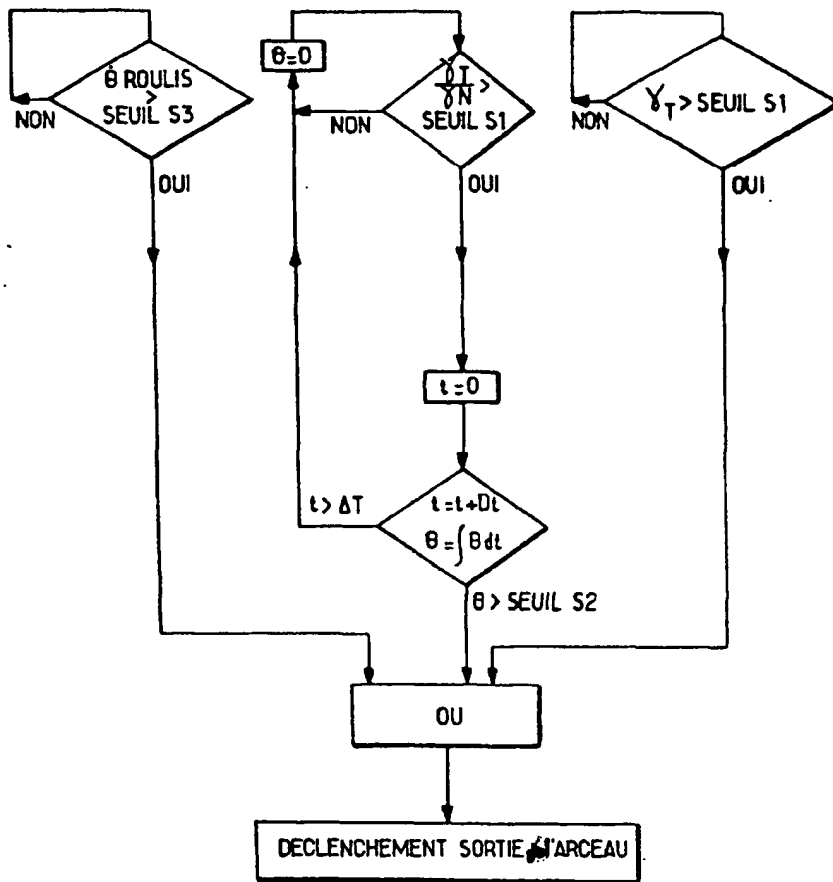 θ̇ ROULIS
>
SEUIL S3
NON
OUI
θ=0
γT
γN >
SEUIL S1
NON
OUI
γT > SEUIL S1
NON
OUI
t=0
t> ΔT
t=t+Dt
θ=∫θdt
θ> SEUIL S2
OU
DECLENCHEMENT SORTIE l'ARCEAU